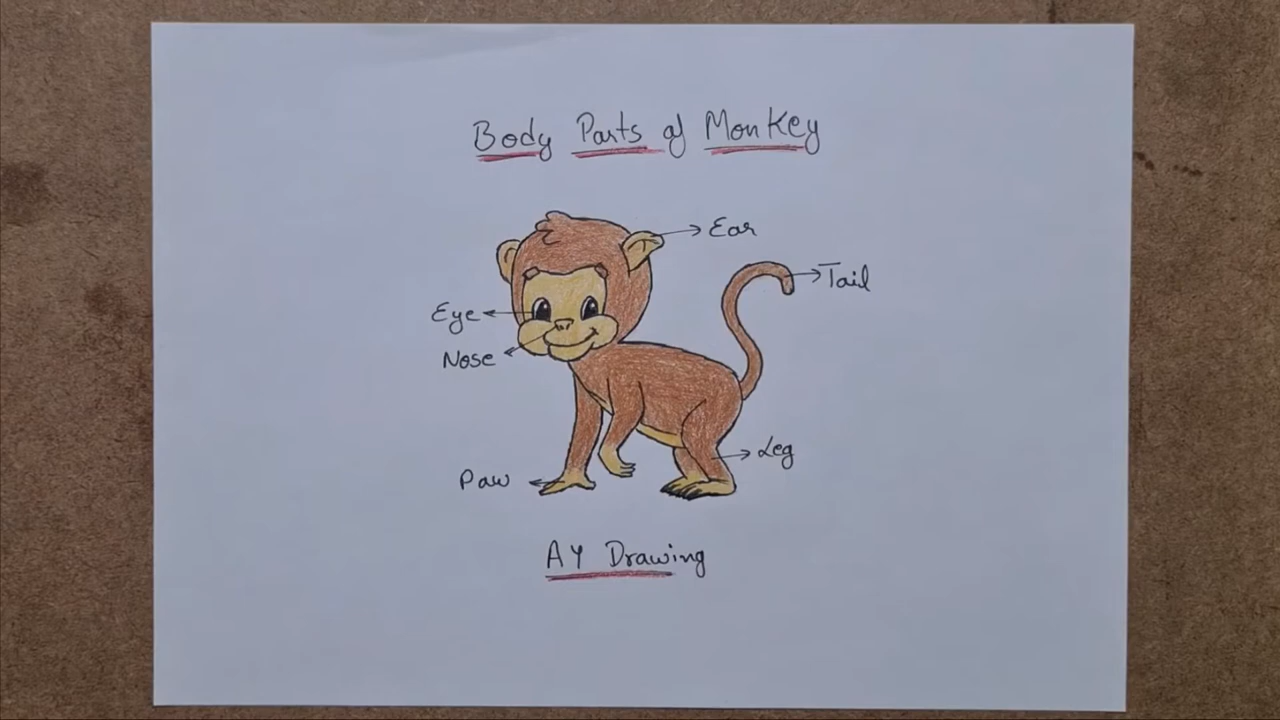 Body Parts of Monkey
Ear
Tail
Eye
Nose
Leg
Paw
AY Drawing